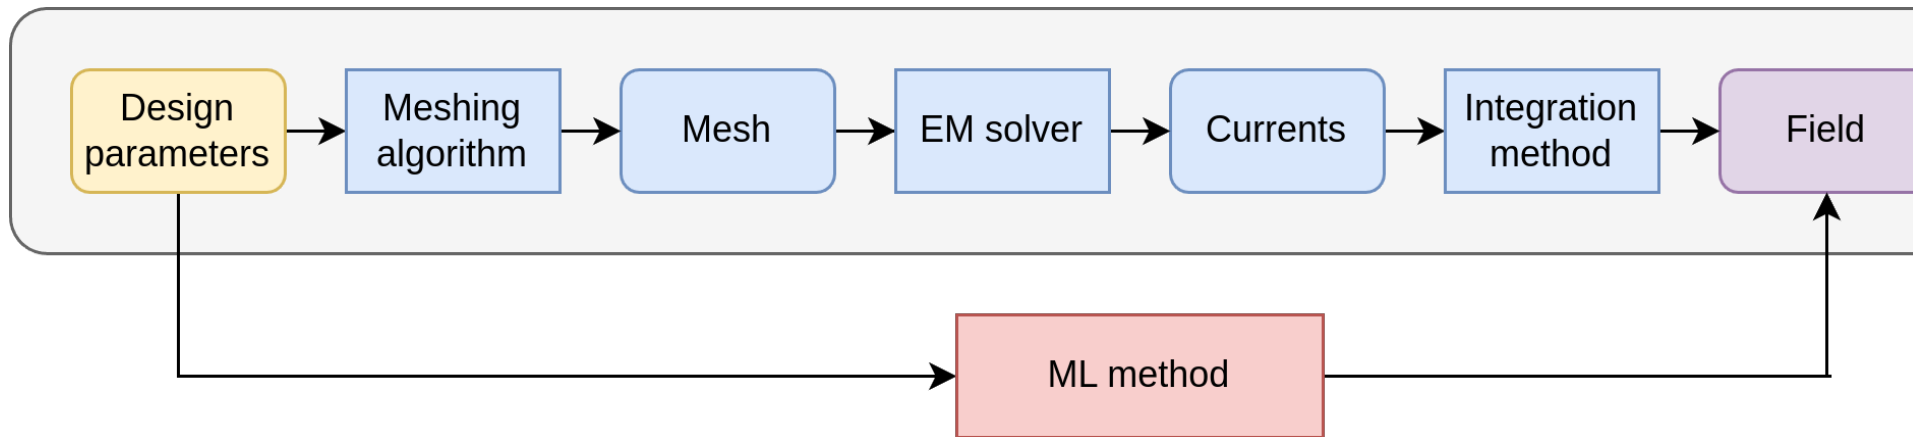 Design
parameters
Meshing
algorithm
Mesh
EM solver
Currents
Integration
method
Field
ML method